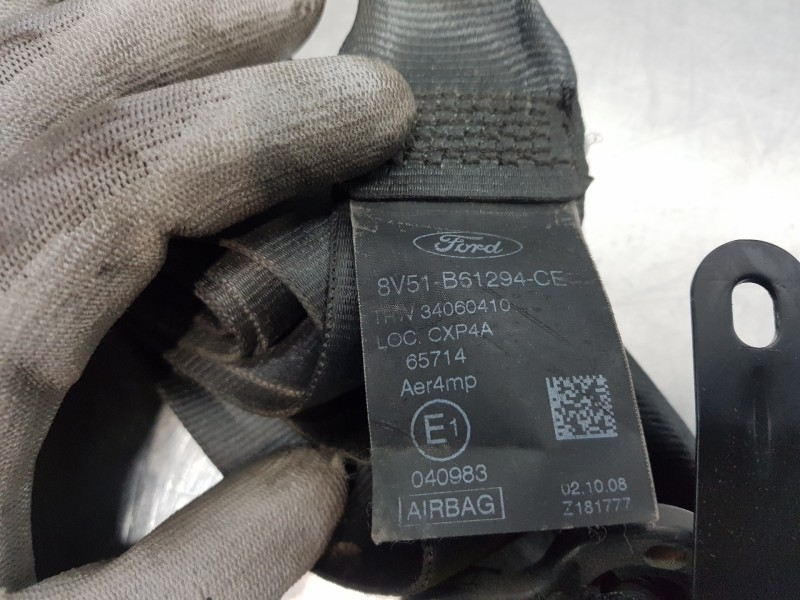 Ford
8V51-B61294-CE
TRW 34060410
LOC. CXP4A
65714
Aer4mp
E1
040983
AIRBAG
02.10.08
Z181777